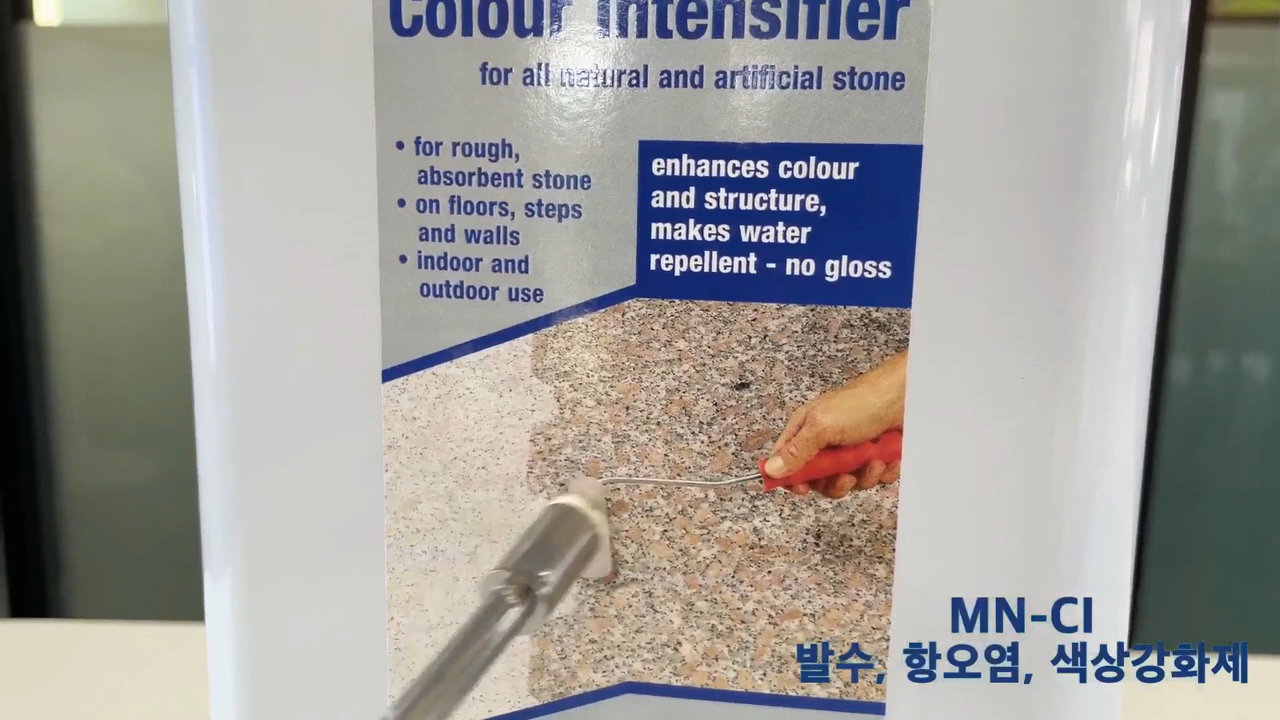 Colour Intensifier
for all natural and artificial stone
• for rough,
absorbent stone
• on floors, steps
and walls
• indoor and
outdoor use
enhances colour
and structure,
makes water
repellent - no gloss
MN-CI
발수, 항오염, 색상강화제